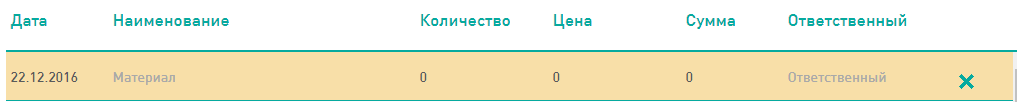 Дата Наименование Количество Цена Сумма Ответственный
22.12.2016 Материал 0 0 0 Ответственный